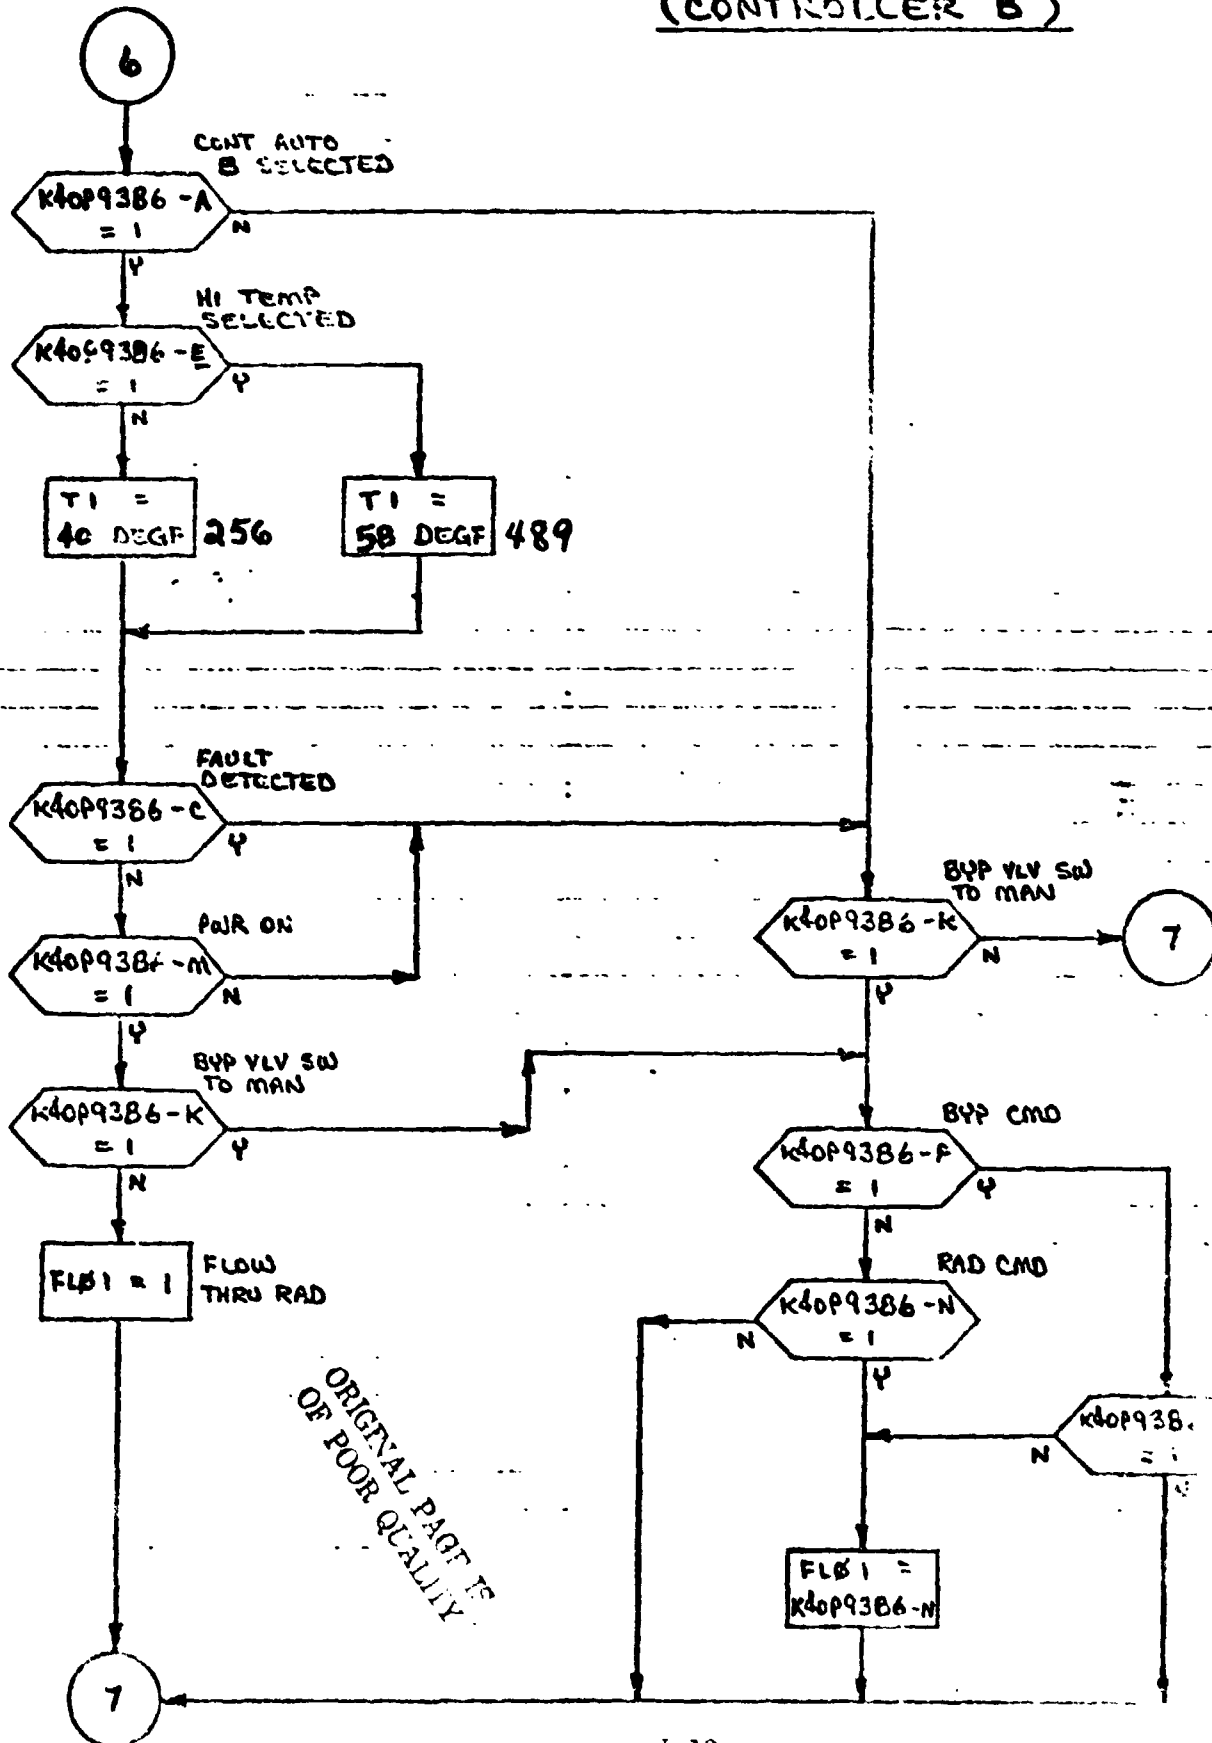 (CONTROLLER B)
6
CONT AUTO
B SELECTED
K40P9386-A
= 1
N
Y
HI TEMP
SELECTED
K40P9386-E
= 1
Y
N
T1 =
40 DEGF 256
T1 =
58 DEGF 489
FAULT
DETECTED
K40P9386-C
= 1
Y
N
PWR ON
K40P9386-M
= 1
N
Y
BYP VLV SW
TO MAN
K40P9386-K
= 1
Y
N
FLØ1 = 1
FLOW
THRU RAD
BYP VLV SW
TO MAN
K40P9386-K
= 1
N
7
Y
BYP CMD
K40P9386-F
= 1
Y
N
RAD CMD
K40P9386-N
= 1
N
Y
K40P938
=
N
FLØ1 =
K40P9386-N
ORIGINAL PAGE IS
OF POOR QUALITY
7